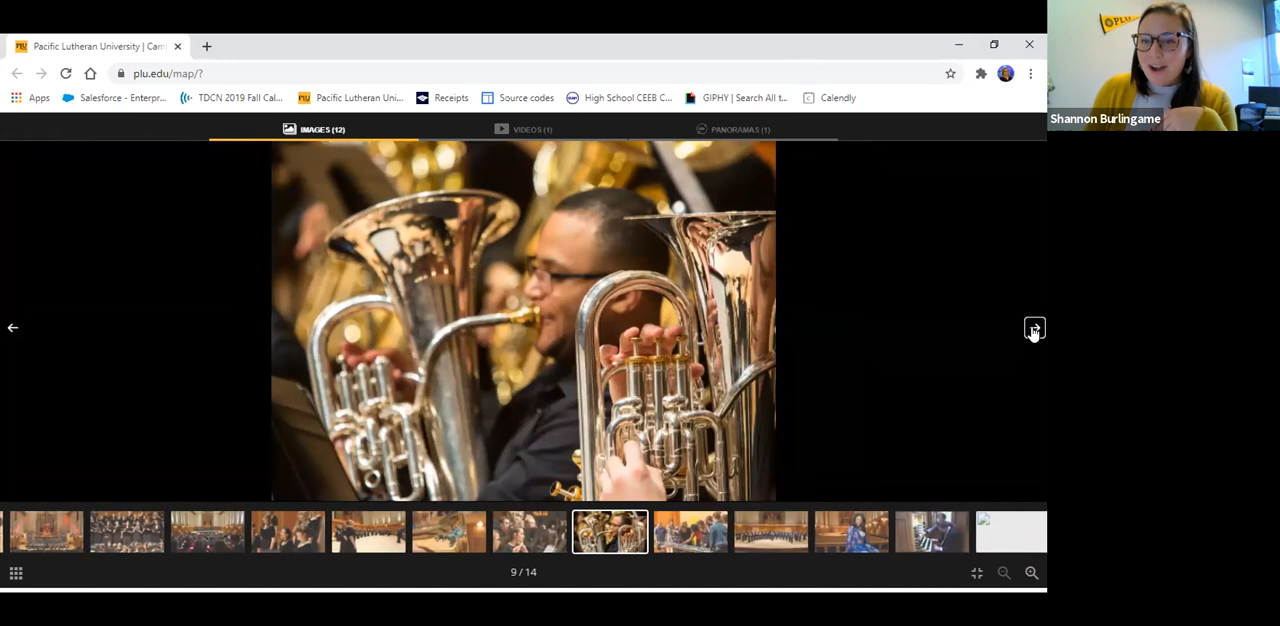 PLU
Pacific Lutheran University | Cam
plu.edu/map/?
Apps
Salesforce - Enterpr...
TDCN 2019 Fall Cal...
Pacific Lutheran Uni...
Receipts
Source codes
High School CEEB C...
GIPHY | Search All t...
Calendly
IMAGES (12)
VIDEOS (1)
PANORAMAS (1)
Shannon Burlingame
9 / 14